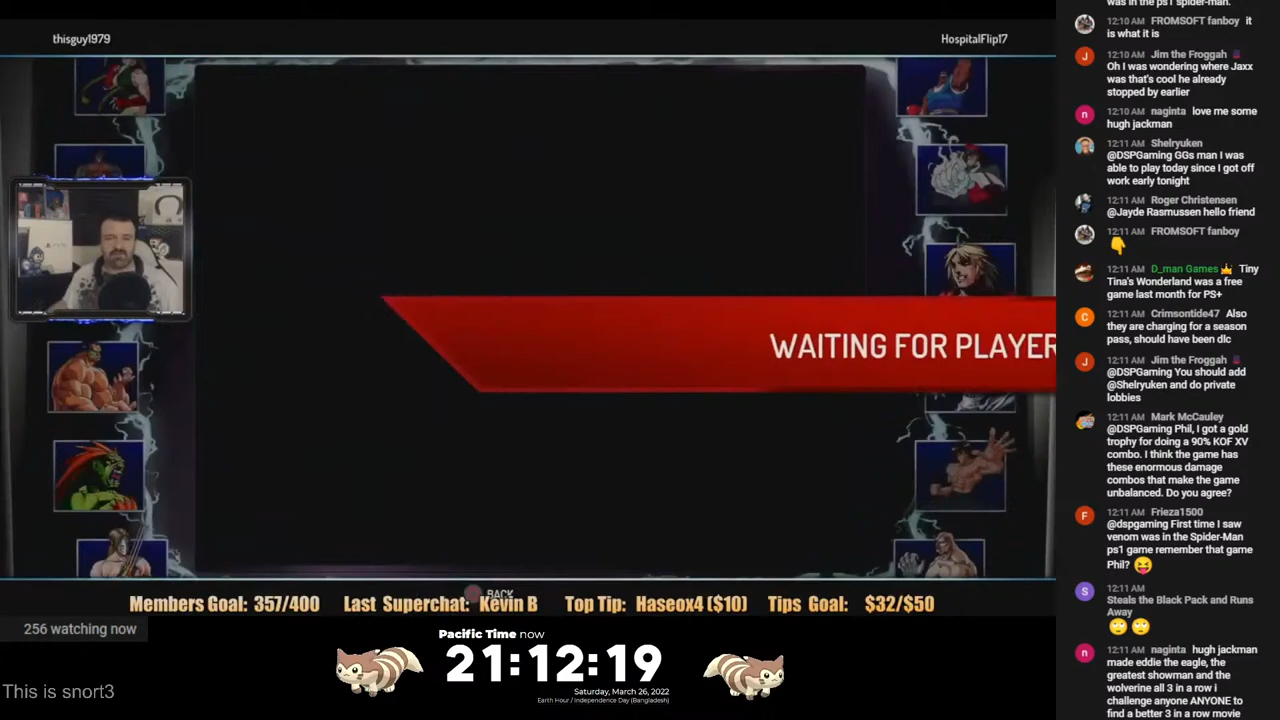 thisguy1979
HospitalFlip17
WAITING FOR PLAYER
BACK
Members Goal: 357/400
Last Superchat: Kevin B
Top Tip: Haseox4 ($10)
Tips Goal: $32/$50
256 watching now
Pacific Time now
21:12:19
Saturday, March 26, 2022
Earth Hour / Independence Day (Bangladesh)
This is snort3
was in the ps1 spider-man.
12:10 AM FROMSOFT fanboy it
is what it is
12:10 AM Jim the Froggah
Oh I was wondering where Jaxx
was that's cool he already
stopped by earlier
12:10 AM naginta love me some
hugh jackman
12:11 AM Shelryuken
@DSPGaming GGs man I was
able to play today since I got off
work early tonight
12:11 AM Roger Christensen
@Jayde Rasmussen hello friend
12:11 AM FROMSOFT fanboy
👇
12:11 AM D_man Games Tiny
Tina's Wonderland was a free
game last month for PS+
12:11 AM Crimsontide47 Also
they are charging for a season
pass, should have been dlc
12:11 AM Jim the Froggah
@DSPGaming You should add
@Shelryuken and do private
lobbies
12:11 AM Mark McCauley
@DSPGaming Phil, I got a gold
trophy for doing a 90% KOF XV
combo. I think the game has
these enormous damage
combos that make the game
unbalanced. Do you agree?
12:11 AM Frieza1500
@dspgaming First time I saw
venom was in the Spider-Man
ps1 game remember that game
Phil? 😝
12:11 AM
Steals the Black Pack and Runs
Away
🙄 🙄
12:11 AM naginta hugh jackman
made eddie the eagle, the
greatest showman and the
wolverine all 3 in a row i
challenge anyone ANYONE to
find a better 3 in a row movie